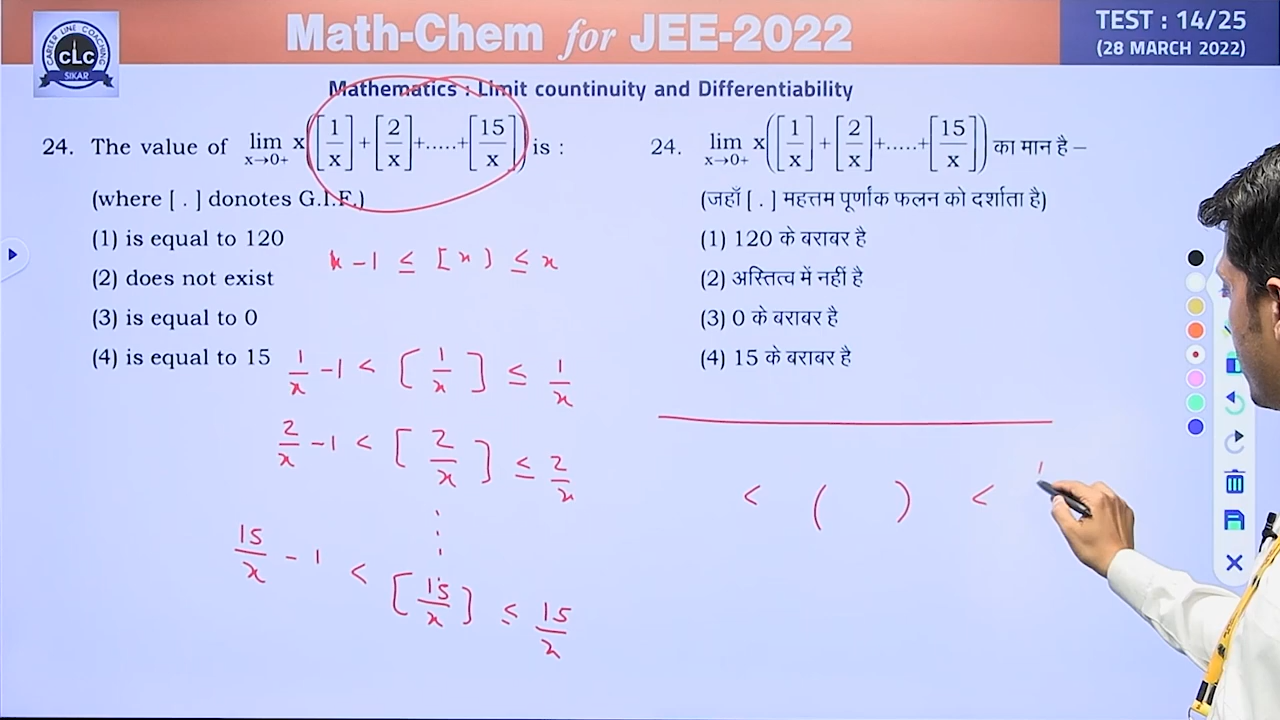 CAREER LINE COACHING
CLC
SIKAR
Math-Chem for JEE-2022
TEST : 14/25
(28 MARCH 2022)
Mathematics : Limit countinuity and Differentiability
24. The value of lim x→0+ x([1/x]+[2/x]+.....+[15/x]) is :
(where [ . ] donotes G.I.F.)
(1) is equal to 120
(2) does not exist
(3) is equal to 0
(4) is equal to 15
x-1 ≤ [x) ≤ x
1/x -1 < [1/x] ≤ 1/x
2/x -1 < [2/x] ≤ 2/x
⋮
15/x - 1 < [15/x] ≤ 15/x
24. lim x→0+ x([1/x]+[2/x]+.....+[15/x]) का मान है –
(जहाँ [ . ] महत्तम पूर्णांक फलन को दर्शाता है)
(1) 120 के बराबर है
(2) अस्तित्व में नहीं है
(3) 0 के बराबर है
(4) 15 के बराबर है
< ( ) <